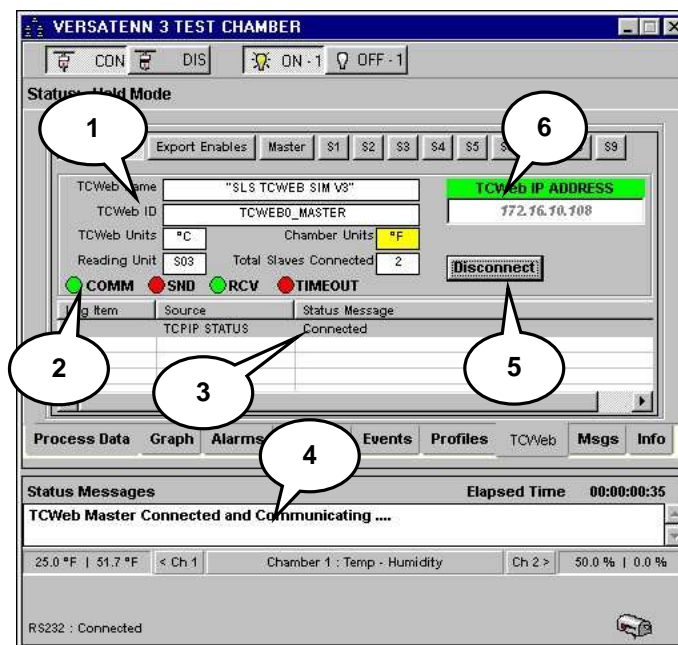 VERSATENN 3 TEST CHAMBER
CON DIS ON - 1 OFF - 1
Status: Hold Mode
1
6
Export Enables Master S1 S2 S3 S4 S5 S9
TCWeb Name "SLS TCWEB SIM V3" TCWeb IP ADDRESS
TCWeb ID TCWEB0_MASTER 172.16.10.108
TCWeb Units °C Chamber Units °F
Reading Unit S03 Total Slaves Connected 2 Disconnect
COMM SND RCV TIMEOUT
Item Source Status Message
TCPIP STATUS Connected
2
3
5
Process Data Graph Alarms Events Profiles TCWeb Msgs Info
4
Status Messages Elapsed Time 00:00:00:35
TCWeb Master Connected and Communicating ....
25.0 °F | 51.7 °F < Ch 1 Chamber 1 : Temp - Humidity Ch 2 > 50.0 % | 0.0 %
RS232 : Connected